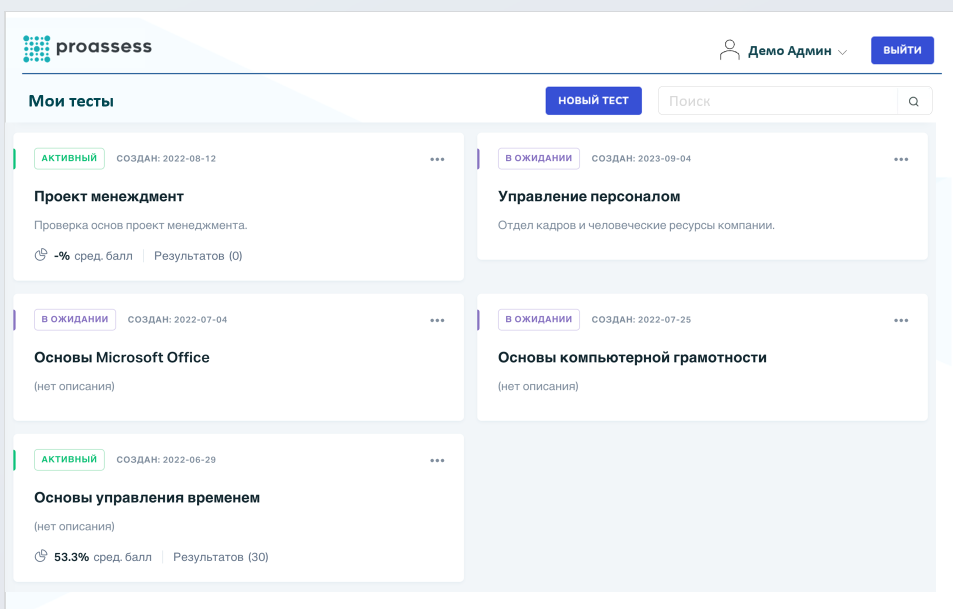 proassess
Демо Админ
ВЫЙТИ
Мои тесты
НОВЫЙ ТЕСТ
Поиск
АКТИВНЫЙ СОЗДАН: 2022-08-12
Проект менеждмент
Проверка основ проект менеджмента.
-% сред. балл Результатов (0)
В ОЖИДАНИИ СОЗДАН: 2023-09-04
Управление персоналом
Отдел кадров и человеческие ресурсы компании.
В ОЖИДАНИИ СОЗДАН: 2022-07-04
Основы Microsoft Office
(нет описания)
В ОЖИДАНИИ СОЗДАН: 2022-07-25
Основы компьютерной грамотности
(нет описания)
АКТИВНЫЙ СОЗДАН: 2022-06-29
Основы управления временем
(нет описания)
53.3% сред. балл Результатов (30)